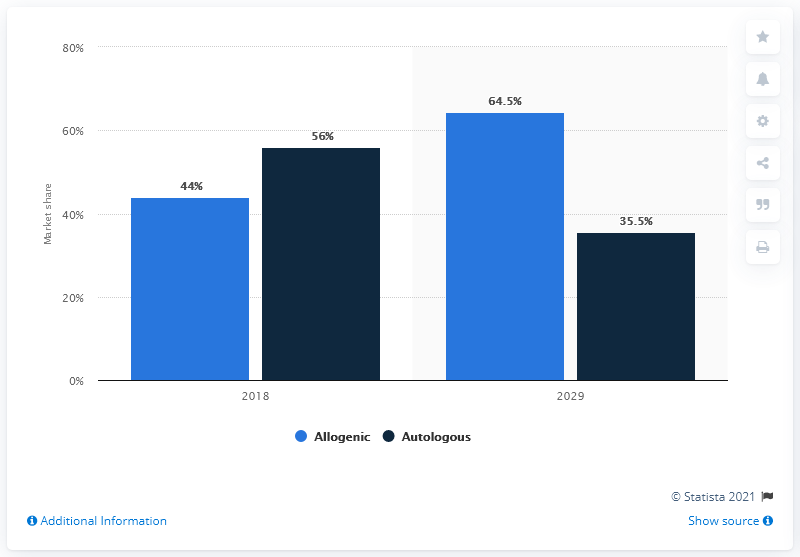 80%
64.5%
60%
56%
44%
Market share
40%
35.5%
20%
0%
2018
2029
Allogenic
Autologous
© Statista 2021
Additional Information
Show source